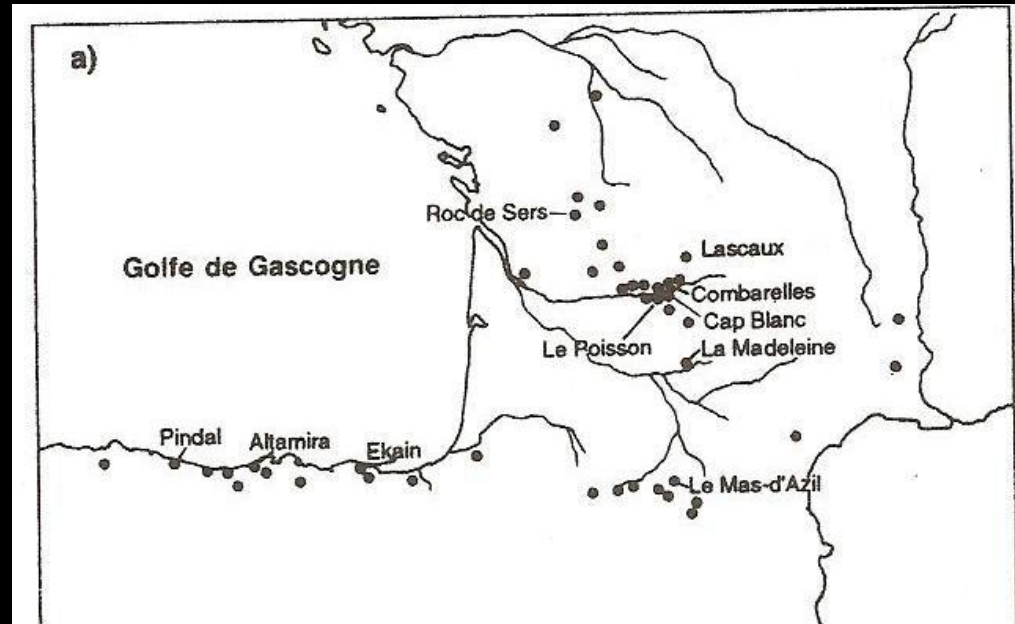 a)
Roc de Sers
Lascaux
Golfe de Gascogne
Combarelles
Cap Blanc
Le Poisson
La Madeleine
Pindal
Altamira
Ekain
Le Mas-d'Azil